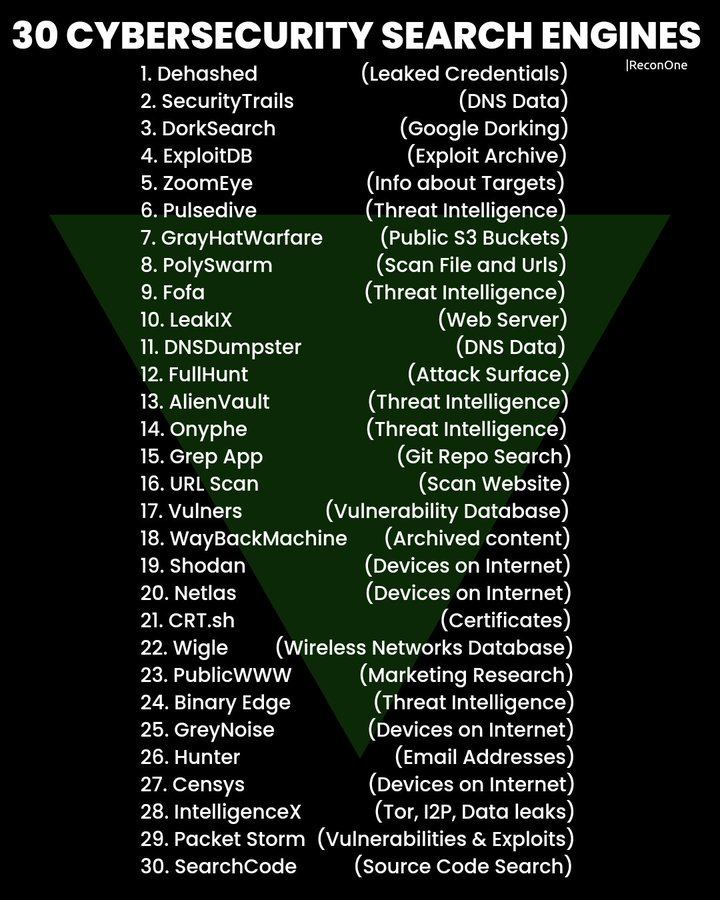 30 CYBERSECURITY SEARCH ENGINES
|ReconOne
1. Dehashed (Leaked Credentials)
2. SecurityTrails (DNS Data)
3. DorkSearch (Google Dorking)
4. ExploitDB (Exploit Archive)
5. ZoomEye (Info about Targets)
6. Pulsedive (Threat Intelligence)
7. GrayHatWarfare (Public S3 Buckets)
8. PolySwarm (Scan File and Urls)
9. Fofa (Threat Intelligence)
10. LeakIX (Web Server)
11. DNSDumpster (DNS Data)
12. FullHunt (Attack Surface)
13. AlienVault (Threat Intelligence)
14. Onyphe (Threat Intelligence)
15. Grep App (Git Repo Search)
16. URL Scan (Scan Website)
17. Vulners (Vulnerability Database)
18. WayBackMachine (Archived content)
19. Shodan (Devices on Internet)
20. Netlas (Devices on Internet)
21. CRT.sh (Certificates)
22. Wigle (Wireless Networks Database)
23. PublicWWW (Marketing Research)
24. Binary Edge (Threat Intelligence)
25. GreyNoise (Devices on Internet)
26. Hunter (Email Addresses)
27. Censys (Devices on Internet)
28. IntelligenceX (Tor, I2P, Data leaks)
29. Packet Storm (Vulnerabilities & Exploits)
30. SearchCode (Source Code Search)